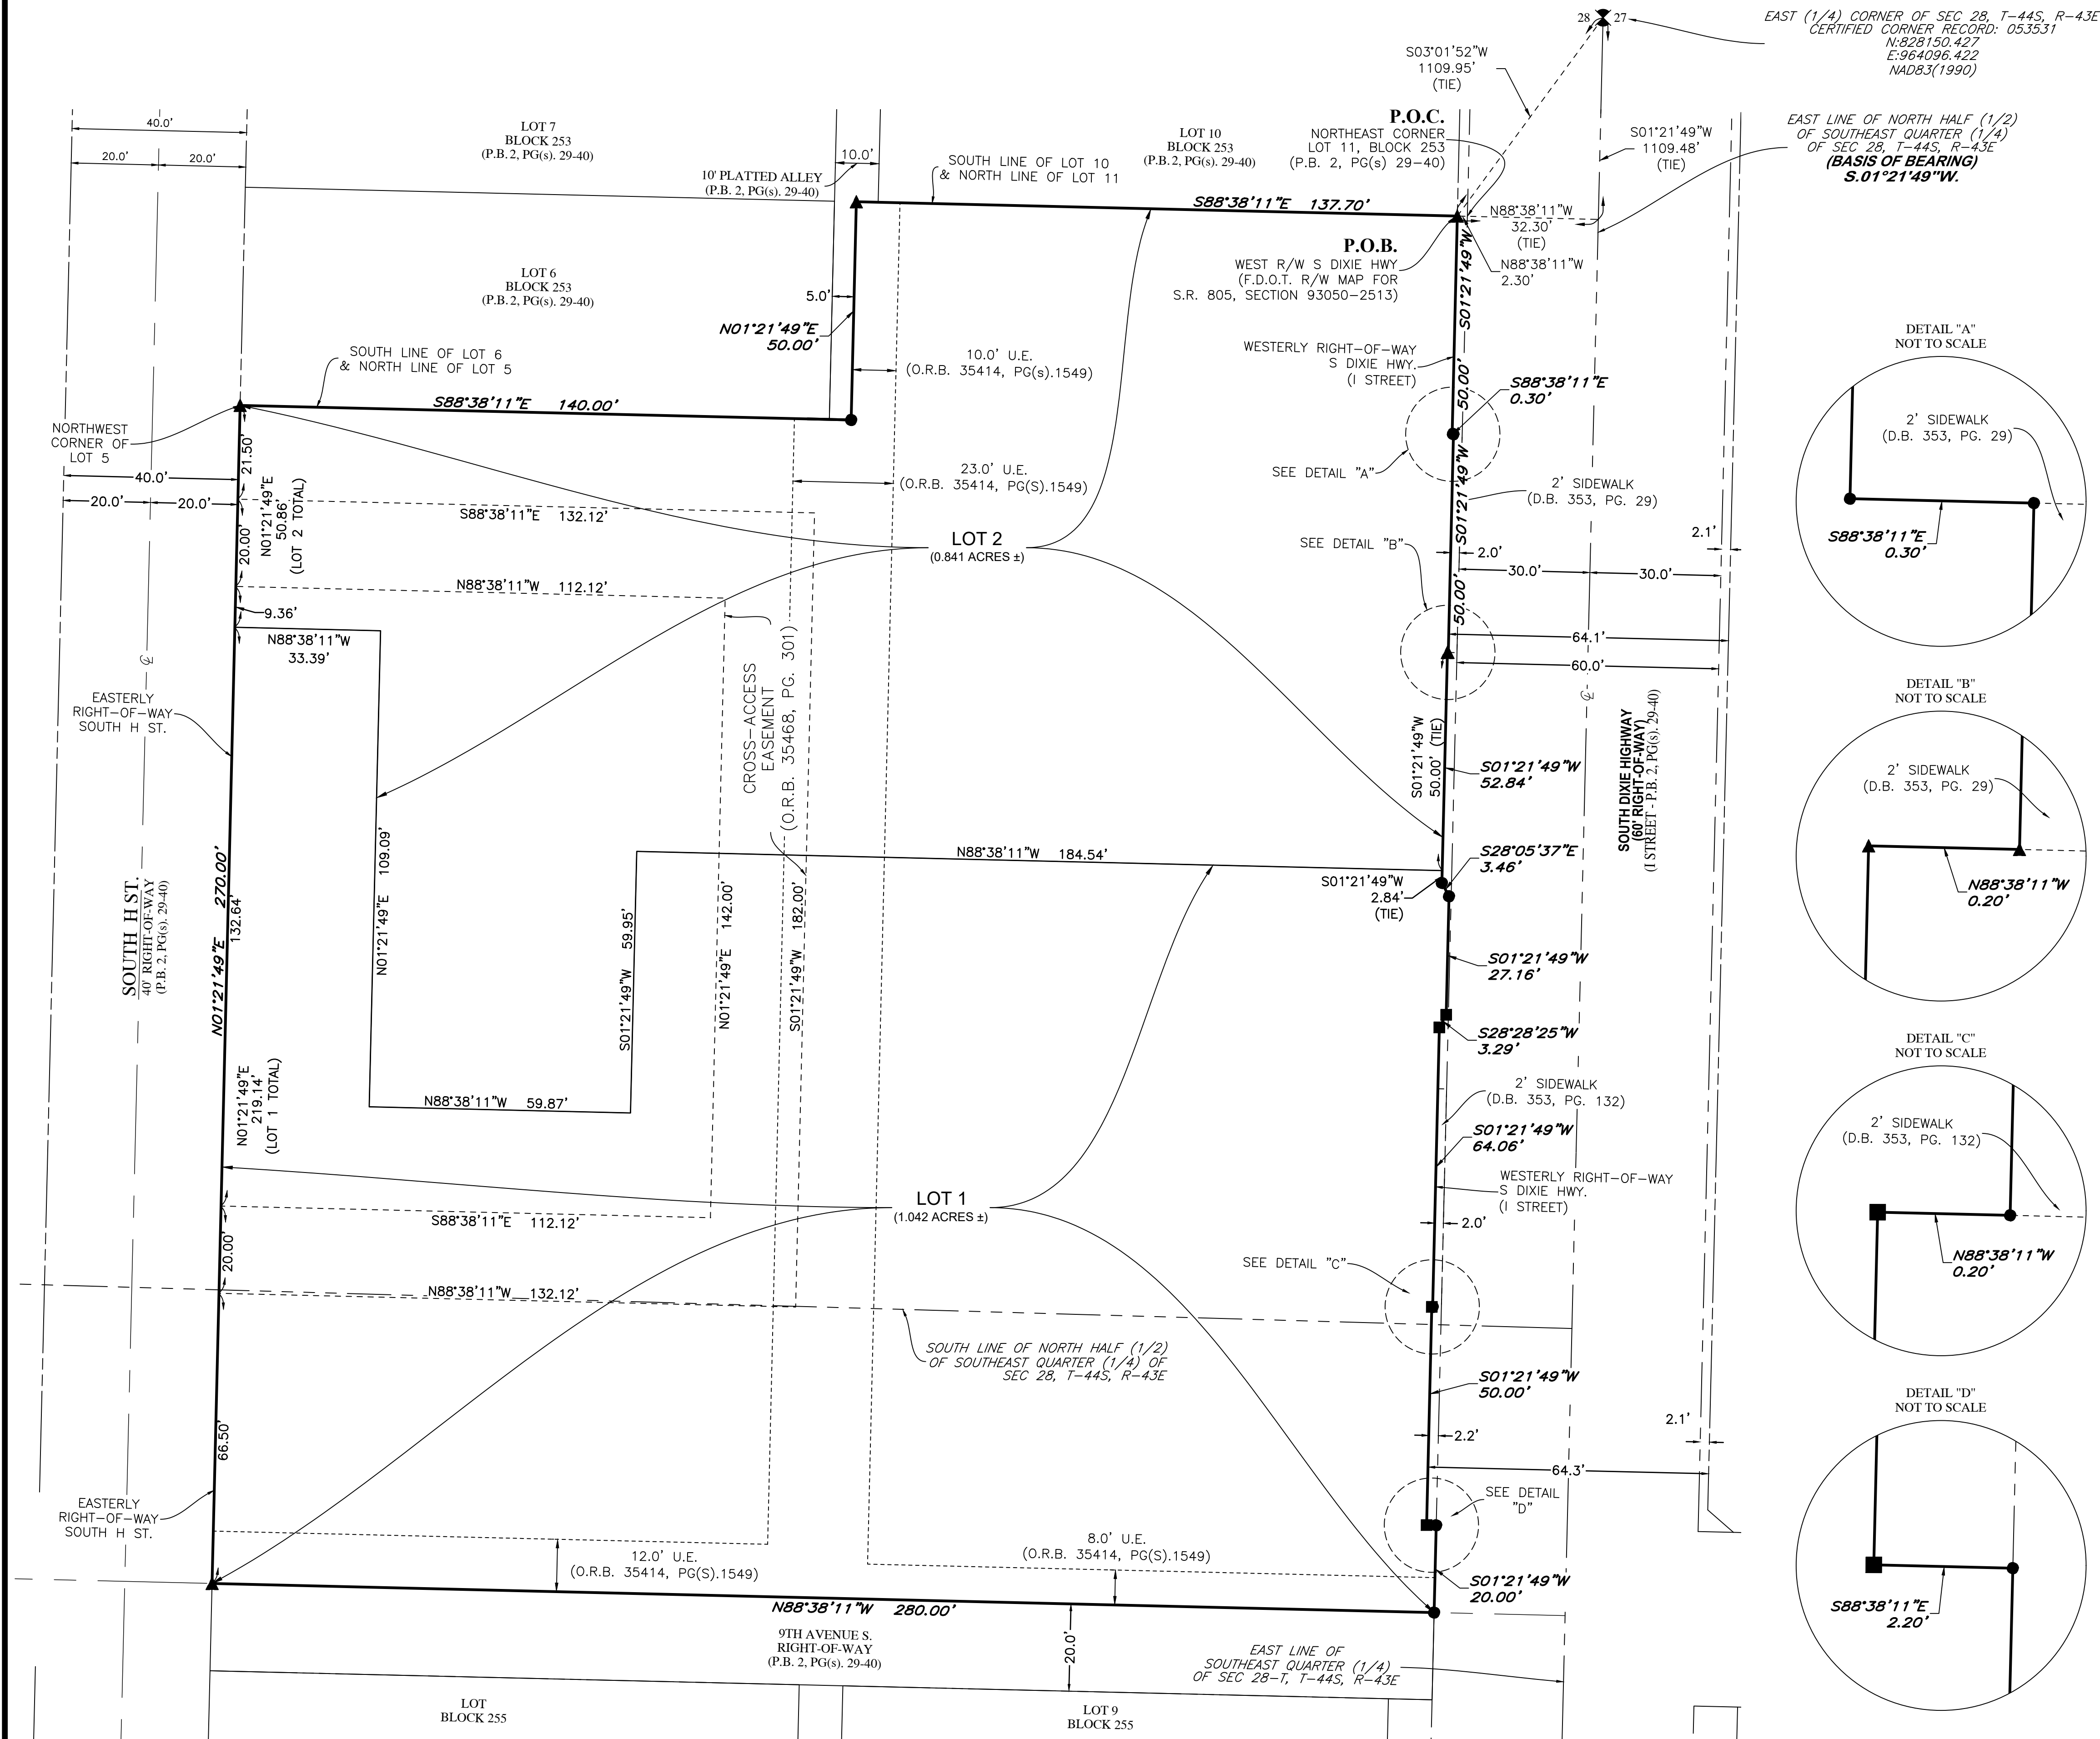 28 27
EAST (1/4) CORNER OF SEC 28, T-44S, R-43E
CERTIFIED CORNER RECORD: 053531
N:828150.427
E:964096.422
NAD83(1990)
S03°01'52"W
1109.95'
(TIE)
EAST LINE OF NORTH HALF (1/2)
OF SOUTHEAST QUARTER (1/4)
OF SEC 28, T-44S, R-43E
(BASIS OF BEARING)
S.01°21'49"W.
S01°21'49"W
1109.48'
(TIE)
40.0'
20.0'
20.0'
LOT 7
BLOCK 253
(P.B. 2, PG(s). 29-40)
10.0'
10' PLATTED ALLEY
(P.B. 2, PG(s). 29-40)
SOUTH LINE OF LOT 10
& NORTH LINE OF LOT 11
LOT 10
BLOCK 253
(P.B. 2, PG(s). 29-40)
P.O.C.
NORTHEAST CORNER
LOT 11, BLOCK 253
(P.B. 2, PG(s) 29-40)
S88°38'11"E 137.70'
N88°38'11"W
32.30'
(TIE)
N88°38'11"W
2.30'
P.O.B.
WEST R/W S DIXIE HWY
(F.D.O.T. R/W MAP FOR
S.R. 805, SECTION 93050-2513)
S01°21'49"W
50.00'
LOT 6
BLOCK 253
(P.B. 2, PG(s). 29-40)
5.0'
N01°21'49"E
50.00'
10.0' U.E.
(O.R.B. 35414, PG(s).1549)
WESTERLY RIGHT-OF-WAY
S DIXIE HWY.
(I STREET)
S88°38'11"E
0.30'
SOUTH LINE OF LOT 6
& NORTH LINE OF LOT 5
S88°38'11"E 140.00'
NORTHWEST
CORNER OF
LOT 5
40.0'
20.0'
20.0'
21.50'
N01°21'49"E
50.86'
(LOT 2 TOTAL)
20.00'
S88°38'11"E 132.12'
23.0' U.E.
(O.R.B. 35414, PG(S).1549)
SEE DETAIL "A"
S01°21'49"W
50.00'
2' SIDEWALK
(D.B. 353, PG. 29)
LOT 2
(0.841 ACRES ±)
SEE DETAIL "B"
2.0'
30.0'
30.0'
2.1'
N88°38'11"W 112.12'
9.36'
N88°38'11"W
33.39'
64.1'
60.0'
CROSS-ACCESS
EASEMENT
(O.R.B. 35468, PG. 301)
EASTERLY
RIGHT-OF-WAY
SOUTH H ST.
S01°21'49"W
50.00' (TIE)
S01°21'49"W
52.84'
SOUTH DIXIE HIGHWAY
(60' RIGHT-OF-WAY)
(I STREET - P.B. 2, PG(s). 29-40)
N88°38'11"W 184.54'
S28°05'37"E
3.46'
S01°21'49"W
2.84'
(TIE)
SOUTH H ST.
40' RIGHT-OF-WAY
(P.B. 2, PG(s). 29-40)
N01°21'49"E 270.00'
132.64'
N01°21'49"E 109.09'
S01°21'49"W 59.95'
N01°21'49"E 142.00'
S01°21'49"W 182.00'
S01°21'49"W
27.16'
S28°28'25"W
3.29'
N88°38'11"W 59.87'
N01°21'49"E
219.14'
(LOT 1 TOTAL)
2' SIDEWALK
(D.B. 353, PG. 132)
S01°21'49"W
64.06'
WESTERLY RIGHT-OF-WAY
S DIXIE HWY.
(I STREET)
LOT 1
(1.042 ACRES ±)
S88°38'11"E 112.12'
2.0'
20.00'
SEE DETAIL "C"
N88°38'11"W 132.12'
SOUTH LINE OF NORTH HALF (1/2)
OF SOUTHEAST QUARTER (1/4) OF
SEC 28, T-44S, R-43E
S01°21'49"W
50.00'
2.1'
2.2'
66.50'
64.3'
EASTERLY
RIGHT-OF-WAY
SOUTH H ST.
SEE DETAIL
"D"
12.0' U.E.
(O.R.B. 35414, PG(S).1549)
8.0' U.E.
(O.R.B. 35414, PG(S).1549)
S01°21'49"W
20.00'
N88°38'11"W 280.00'
9TH AVENUE S.
RIGHT-OF-WAY
(P.B. 2, PG(s). 29-40)
20.0'
EAST LINE OF
SOUTHEAST QUARTER (1/4)
OF SEC 28-T, T-44S, R-43E
LOT
BLOCK 255
LOT 9
BLOCK 255
DETAIL "A"
NOT TO SCALE
2' SIDEWALK
(D.B. 353, PG. 29)
S88°38'11"E
0.30'
DETAIL "B"
NOT TO SCALE
2' SIDEWALK
(D.B. 353, PG. 29)
N88°38'11"W
0.20'
DETAIL "C"
NOT TO SCALE
2' SIDEWALK
(D.B. 353, PG. 132)
N88°38'11"W
0.20'
DETAIL "D"
NOT TO SCALE
S88°38'11"E
2.20'